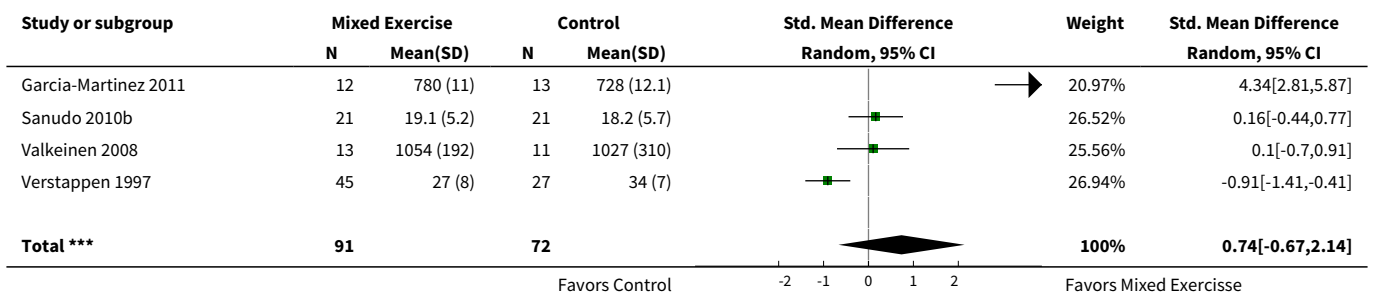 Study or subgroup Mixed Exercise Control Std. Mean Difference Weight Std. Mean Difference
N Mean(SD) N Mean(SD) Random, 95% CI Random, 95% CI
Garcia-Martinez 2011 12 780 (11) 13 728 (12.1) 20.97% 4.34[2.81,5.87]
Sanudo 2010b 21 19.1 (5.2) 21 18.2 (5.7) 26.52% 0.16[-0.44,0.77]
Valkeinen 2008 13 1054 (192) 11 1027 (310) 25.56% 0.1[-0.7,0.91]
Verstappen 1997 45 27 (8) 27 34 (7) 26.94% -0.91[-1.41,-0.41]
Total *** 91 72 100% 0.74[-0.67,2.14]
-2 -1 0 1 2
Favors Control Favors Mixed Exercisse